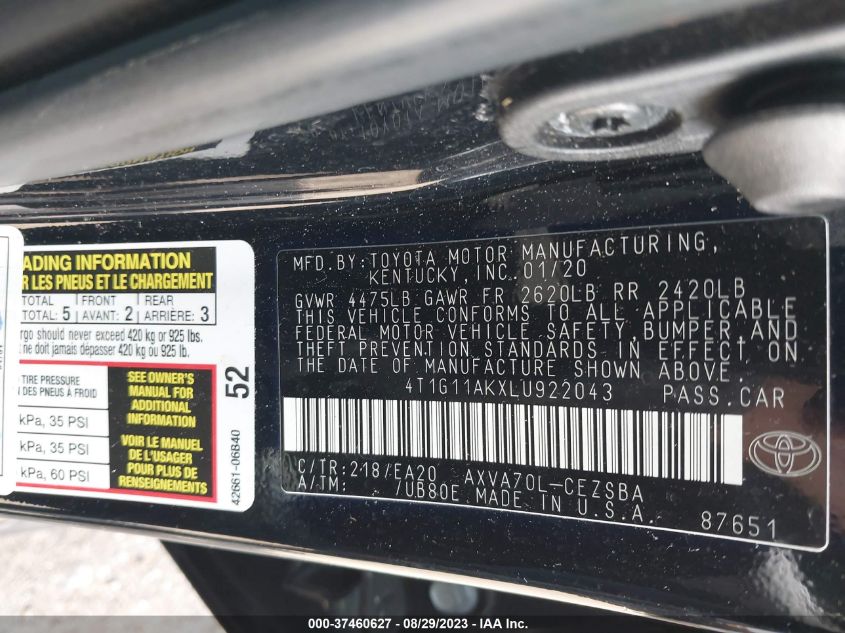 ADING INFORMATION
R LES PNEUS ET LE CHARGEMENT
TOTAL FRONT REAR
TOTAL: 5 AVANT: 2 ARRIÈRE: 3
rgo should never exceed 420 kg or 925 lbs.
ne doit jamais dépasser 420 kg ou 925 lb.
TIRE PRESSURE
DES PNEUS À FROID
kPa, 35 PSI
kPa, 35 PSI
kPa, 60 PSI
SEE OWNER'S
MANUAL FOR
ADDITIONAL
INFORMATION
VOIR LE MANUEL
DE L'USAGER
POUR PLUS DE
RENSEIGNEMENTS
52
42661-06840
MFD.BY:TOYOTA MOTOR MANUFACTURING,
KENTUCKY, INC. 01/20
GVWR 4475LB GAWR FR 2620LB RR 2420LB
THIS VEHICLE CONFORMS TO ALL APPLICABLE
FEDERAL MOTOR VEHICLE SAFETY, BUMPER, AND
THEFT PREVENTION STANDARDS IN EFFECT ON
THE DATE OF MANUFACTURE SHOWN ABOVE.
4T1G11AKXLU922043 PASS.CAR
C/TR:218/EA20 AXVA70L-CEZSBA
A/TM: /UB80E MADE IN U.S.A.
87651
000-37460627 - 08/29/2023 - IAA Inc.